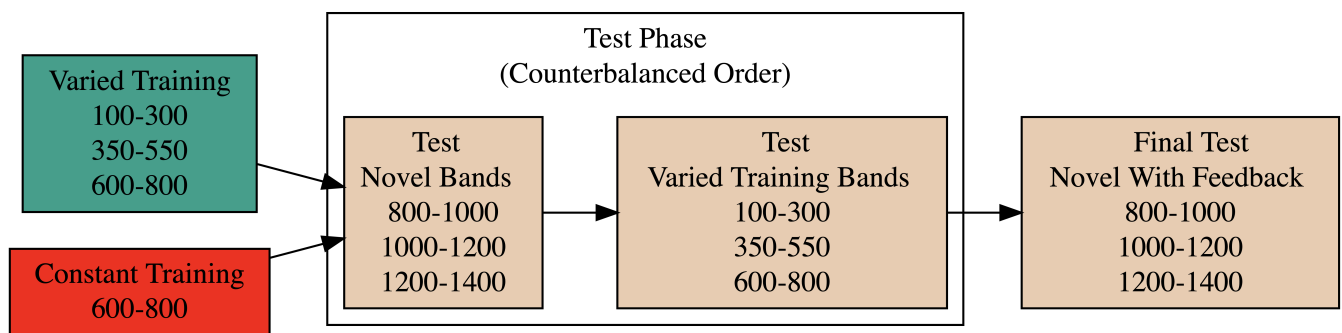 Varied Training
100-300
350-550
600-800
Constant Training
600-800
Test Phase
(Counterbalanced Order)
Test
Novel Bands
800-1000
1000-1200
1200-1400
Test
Varied Training Bands
100-300
350-550
600-800
Final Test
Novel With Feedback
800-1000
1000-1200
1200-1400